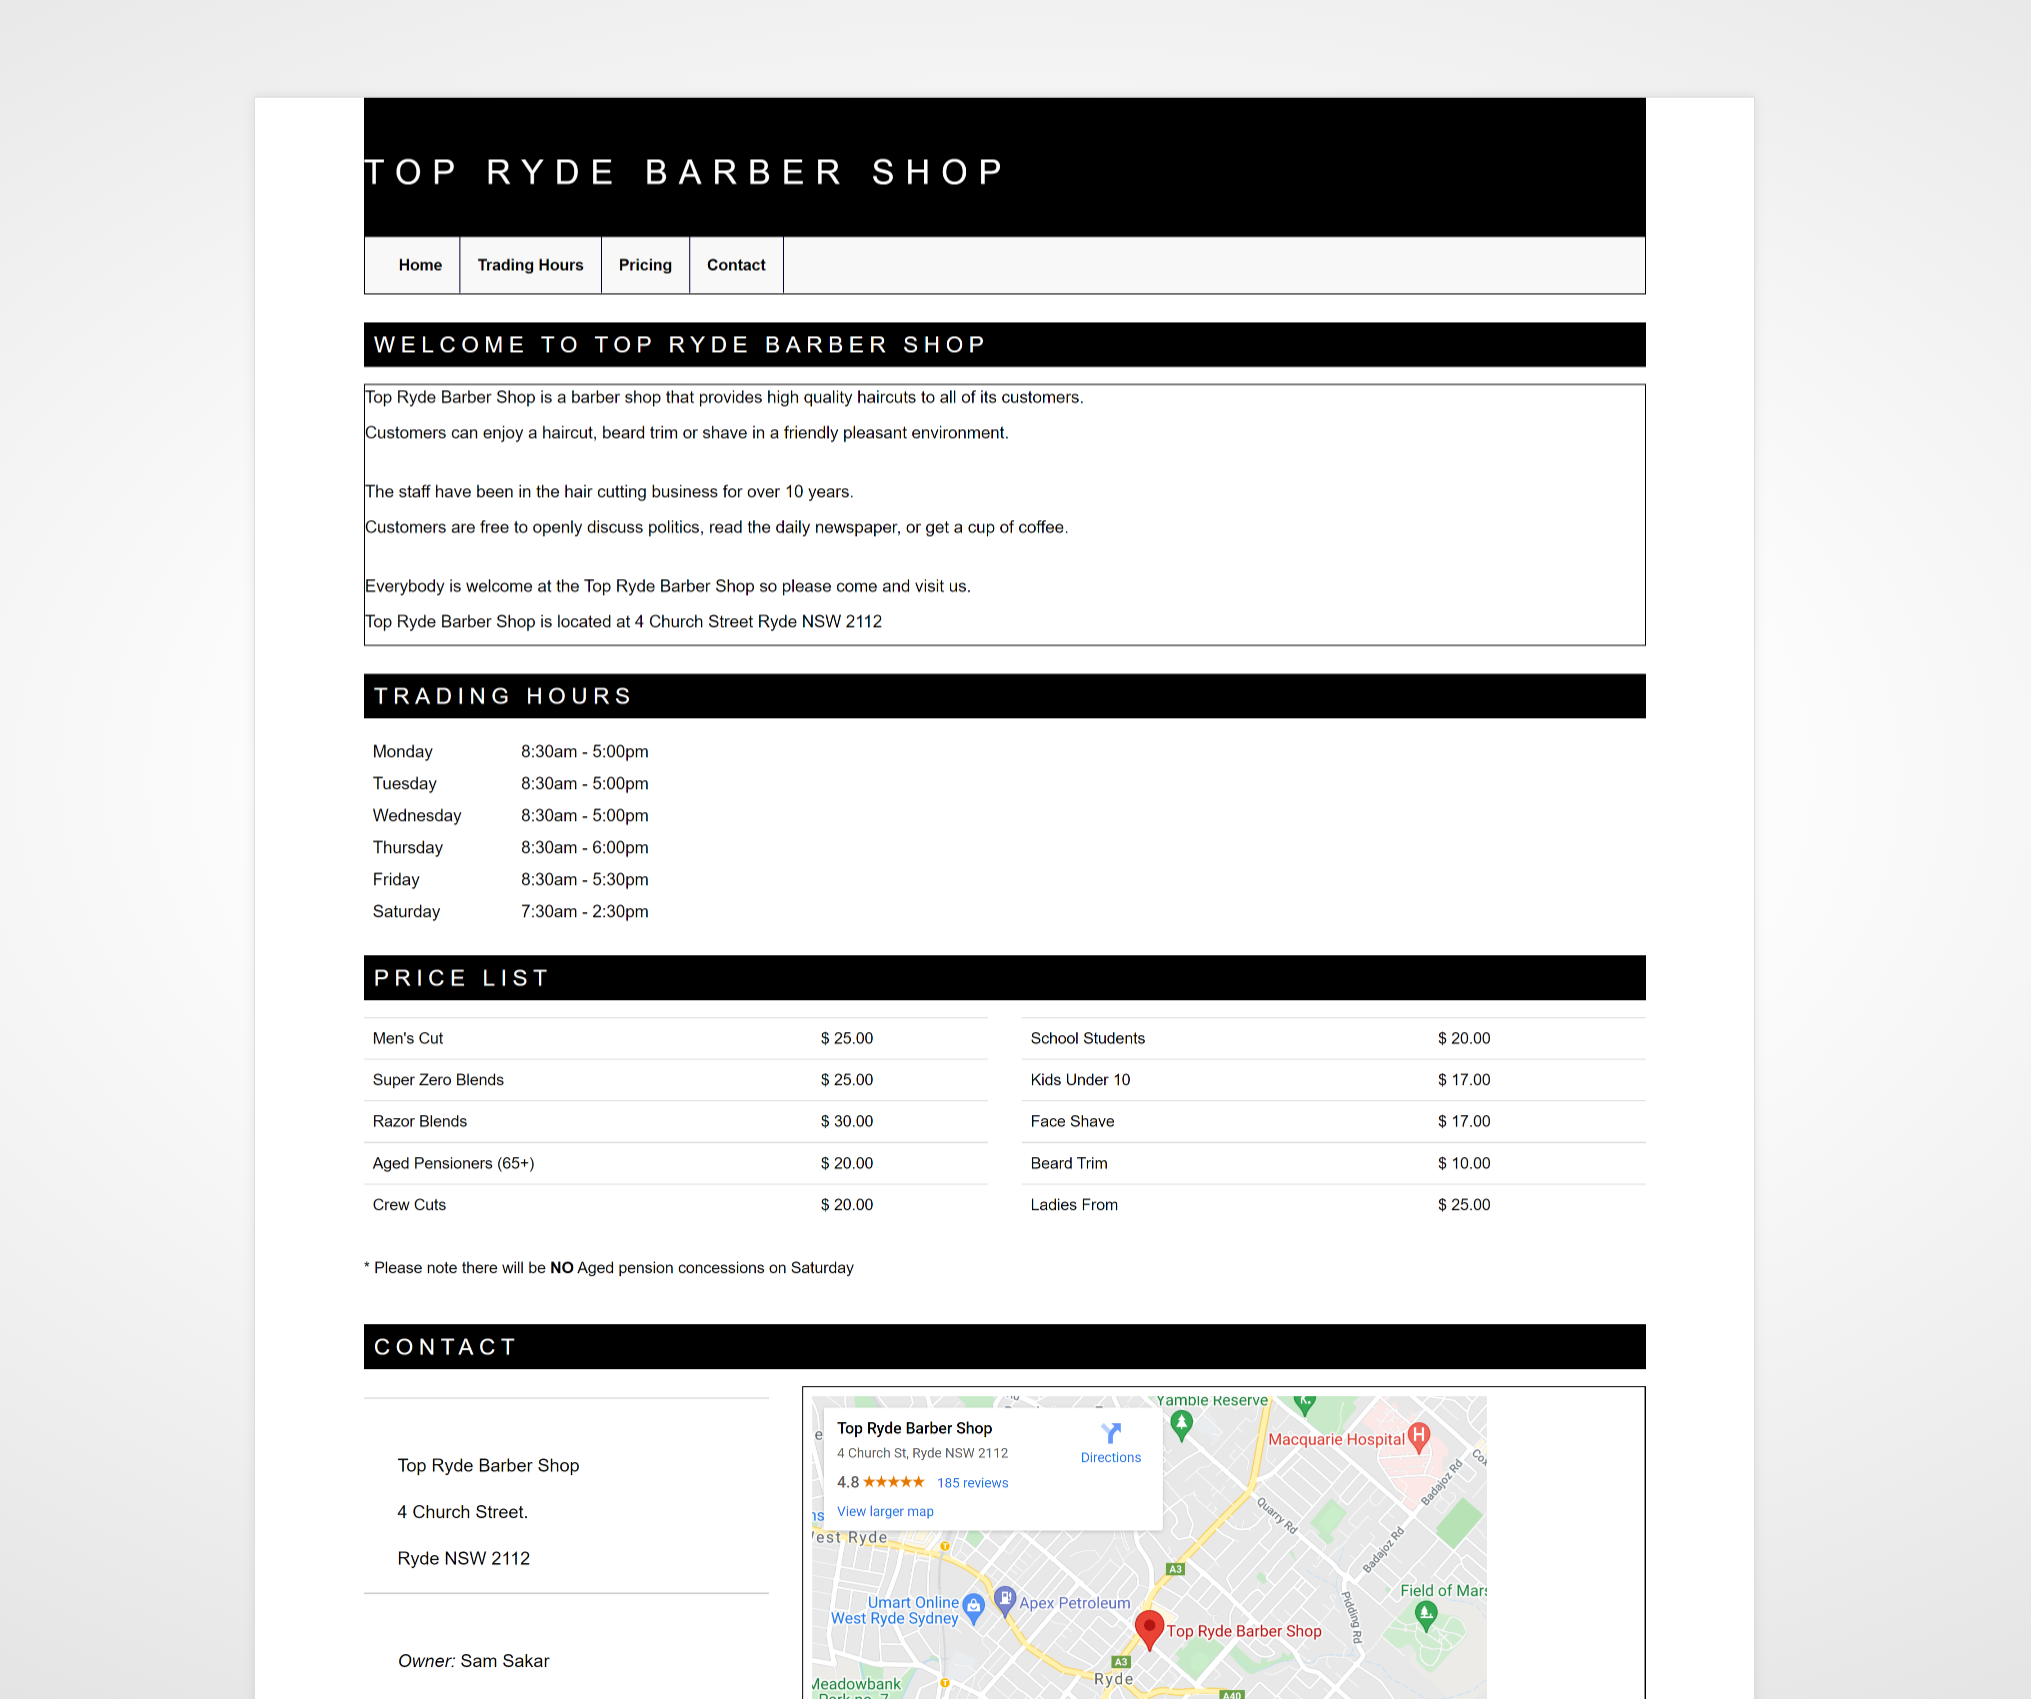 TOP RYDE BARBER SHOP
Home Trading Hours Pricing Contact
WELCOME TO TOP RYDE BARBER SHOP
Top Ryde Barber Shop is a barber shop that provides high quality haircuts to all of its customers.
Customers can enjoy a haircut, beard trim or shave in a friendly pleasant environment.
The staff have been in the hair cutting business for over 10 years.
Customers are free to openly discuss politics, read the daily newspaper, or get a cup of coffee.
Everybody is welcome at the Top Ryde Barber Shop so please come and visit us.
Top Ryde Barber Shop is located at 4 Church Street Ryde NSW 2112
TRADING HOURS
Monday 8:30am - 5:00pm
Tuesday 8:30am - 5:00pm
Wednesday 8:30am - 5:00pm
Thursday 8:30am - 6:00pm
Friday 8:30am - 5:30pm
Saturday 7:30am - 2:30pm
PRICE LIST
Men's Cut $ 25.00 School Students $ 20.00
Super Zero Blends $ 25.00 Kids Under 10 $ 17.00
Razor Blends $ 30.00 Face Shave $ 17.00
Aged Pensioners (65+) $ 20.00 Beard Trim $ 10.00
Crew Cuts $ 20.00 Ladies From $ 25.00
* Please note there will be NO Aged pension concessions on Saturday
CONTACT
Top Ryde Barber Shop
4 Church Street.
Ryde NSW 2112
Owner: Sam Sakar
Top Ryde Barber Shop
4 Church St, Ryde NSW 2112
4.8 ★★★★★ 185 reviews
View larger map
Directions
Yamble Reserve
Macquarie Hospital
H
Badajoz Rd
Quarry Rd
Badajoz Rd
est Ryde
A3
Field of Mars
Pidding Rd
Umart Online
West Ryde Sydney
Apex Petroleum
Top Ryde Barber Shop
A3
Ryde
Meadowbank
A40